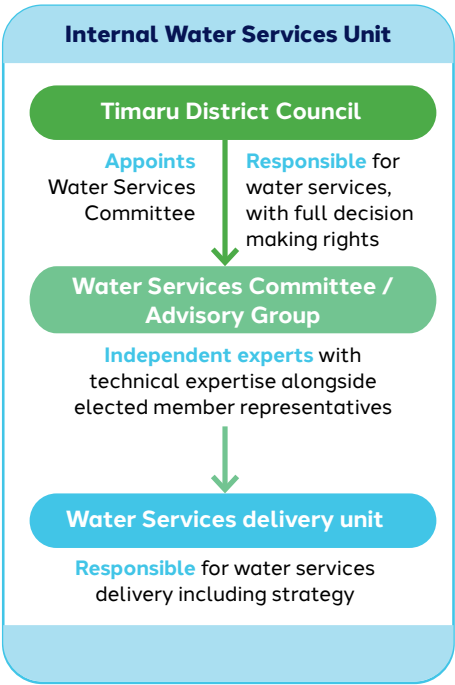 Internal Water Services Unit
Timaru District Council
Appoints
Water Services
Committee
Responsible for
water services,
with full decision
making rights
Water Services Committee /
Advisory Group
Independent experts with
technical expertise alongside
elected member representatives
Water Services delivery unit
Responsible for water services
delivery including strategy